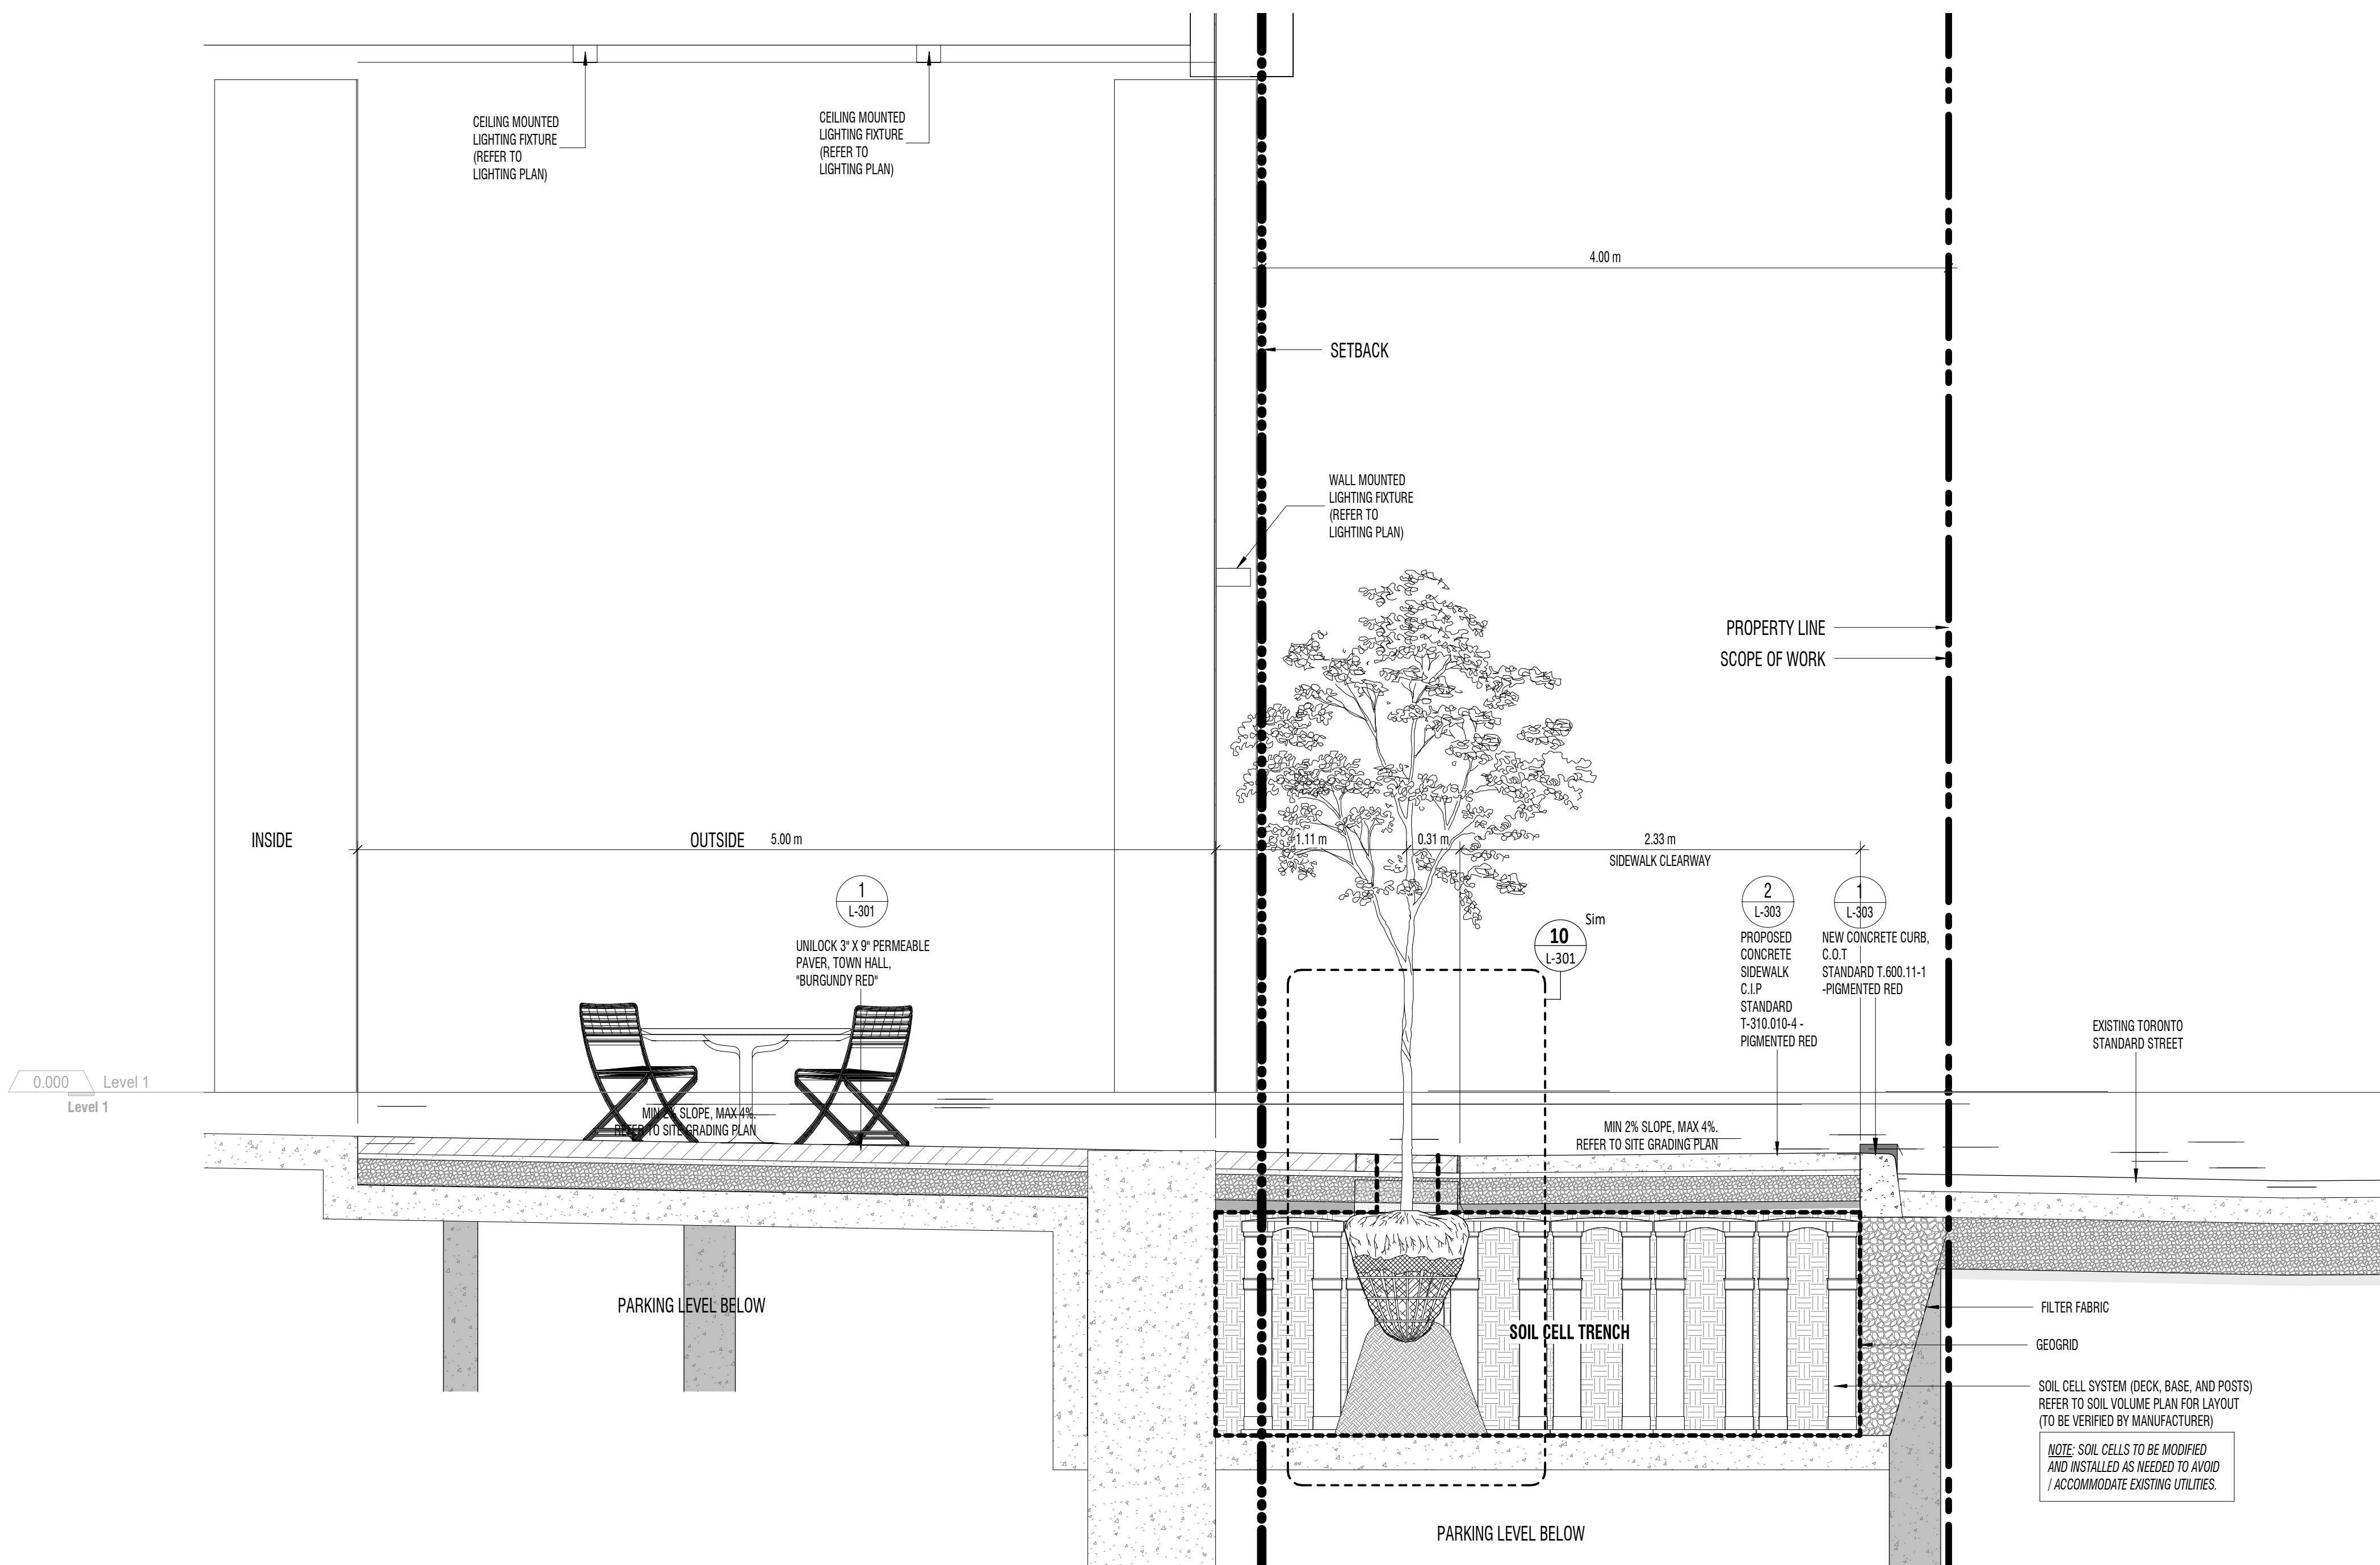 CEILING MOUNTED
LIGHTING FIXTURE
(REFER TO
LIGHTING PLAN)
CEILING MOUNTED
LIGHTING FIXTURE
(REFER TO
LIGHTING PLAN)
4.00 m
SETBACK
WALL MOUNTED
LIGHTING FIXTURE
(REFER TO
LIGHTING PLAN)
PROPERTY LINE
SCOPE OF WORK
INSIDE
OUTSIDE
5.00 m
1.11 m
0.31 m
2.33 m
SIDEWALK CLEARWAY
1
L-301
UNILOCK 3" X 9" PERMEABLE
PAVER, TOWN HALL,
"BURGUNDY RED"
10
L-301
Sim
2
L-303
PROPOSED
CONCRETE
SIDEWALK
C.I.P
STANDARD
T-310.010-4 -
PIGMENTED RED
1
L-303
NEW CONCRETE CURB,
C.O.T
STANDARD T.600.11-1
-PIGMENTED RED
EXISTING TORONTO
STANDARD STREET
0.000
Level 1
Level 1
MIN 2% SLOPE, MAX 4%.
REFER TO SITE GRADING PLAN
MIN 2% SLOPE, MAX 4%.
REFER TO SITE GRADING PLAN
PARKING LEVEL BELOW
SOIL CELL TRENCH
FILTER FABRIC
GEOGRID
SOIL CELL SYSTEM (DECK, BASE, AND POSTS)
REFER TO SOIL VOLUME PLAN FOR LAYOUT
(TO BE VERIFIED BY MANUFACTURER)
NOTE: SOIL CELLS TO BE MODIFIED
AND INSTALLED AS NEEDED TO AVOID
/ ACCOMMODATE EXISTING UTILITIES.
PARKING LEVEL BELOW